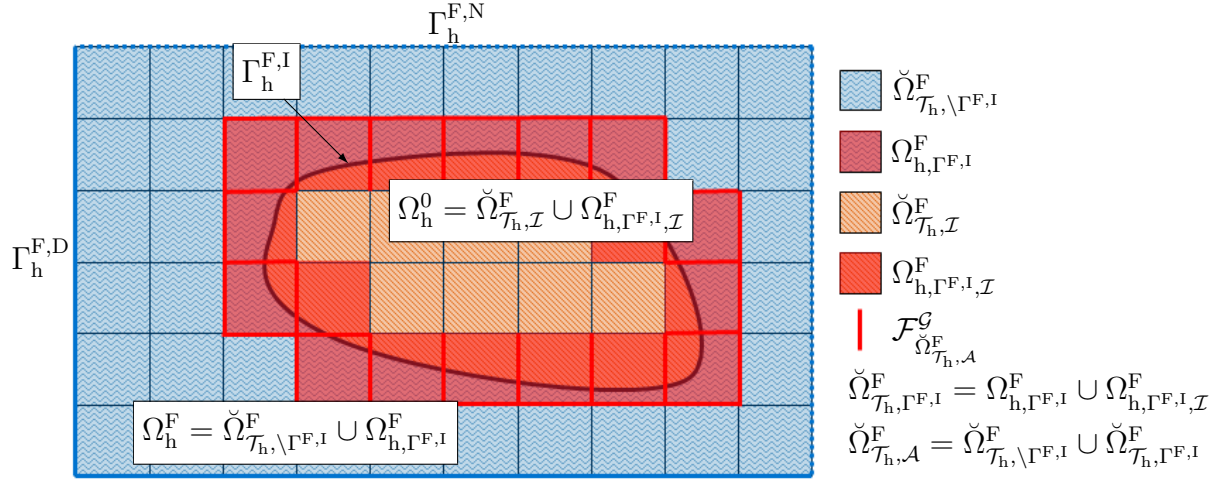 Γ_h^{F,N}
Γ_h^{F,I}
Ω_h^0 = Ω̆^F_{𝒯_h,ℐ} ∪ Ω^F_{h,Γ^{F,I},ℐ}
Γ_h^{F,D}
Ω_h^F = Ω̆^F_{𝒯_h,\Γ^{F,I}} ∪ Ω^F_{h,Γ^{F,I}}
Ω̆^F_{𝒯_h,\Γ^{F,I}}
Ω^F_{h,Γ^{F,I}}
Ω̆^F_{𝒯_h,ℐ}
Ω^F_{h,Γ^{F,I},ℐ}
ℱ^𝒢_{Ω̆^F_{𝒯_h,𝒜}}
Ω̆^F_{𝒯_h,Γ^{F,I}} = Ω^F_{h,Γ^{F,I}} ∪ Ω^F_{h,Γ^{F,I},ℐ}
Ω̆^F_{𝒯_h,𝒜} = Ω̆^F_{𝒯_h,\Γ^{F,I}} ∪ Ω̆^F_{𝒯_h,Γ^{F,I}}